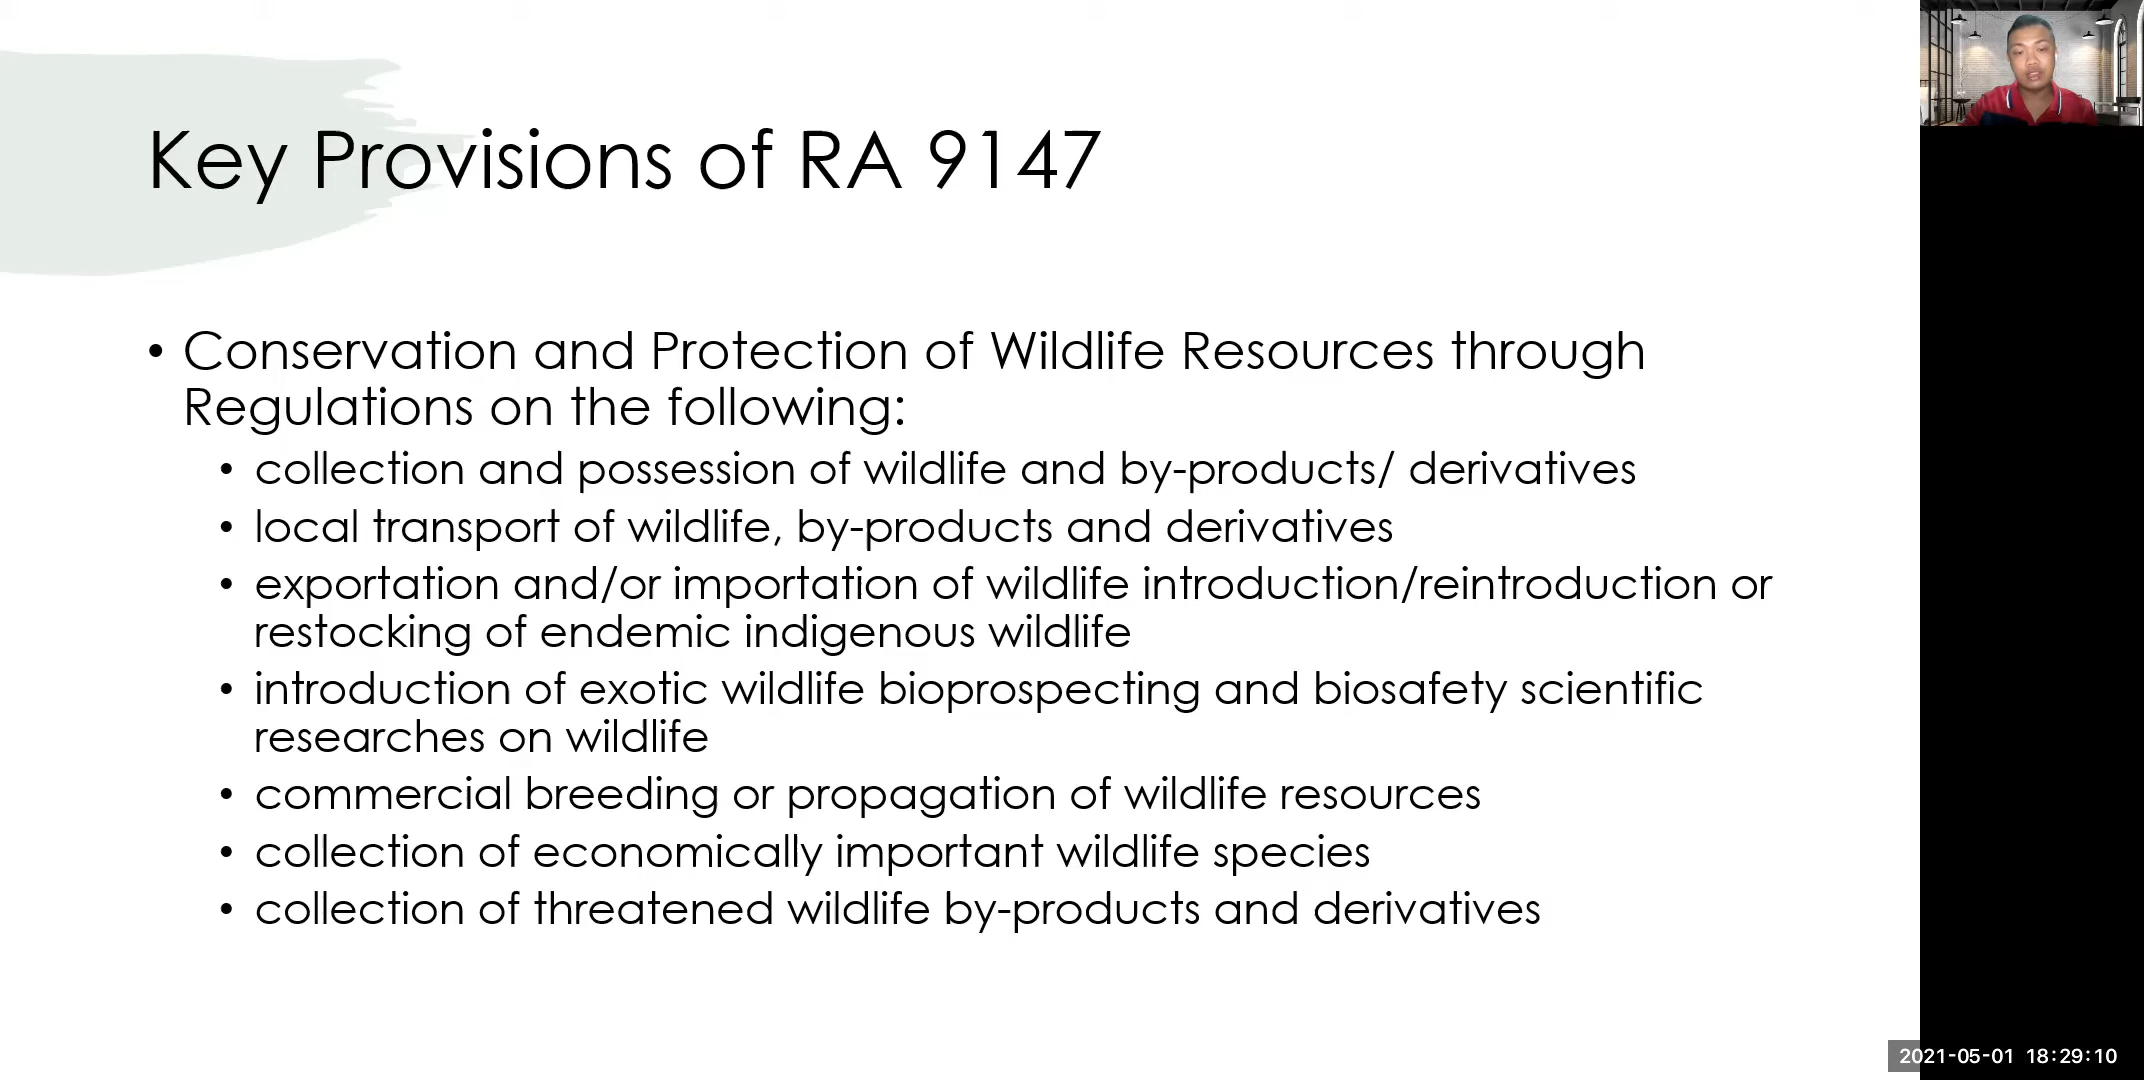 Key Provisions of RA 9147
• Conservation and Protection of Wildlife Resources through
Regulations on the following:
• collection and possession of wildlife and by-products/ derivatives
• local transport of wildlife, by-products and derivatives
• exportation and/or importation of wildlife introduction/reintroduction or
restocking of endemic indigenous wildlife
• introduction of exotic wildlife bioprospecting and biosafety scientific
researches on wildlife
• commercial breeding or propagation of wildlife resources
• collection of economically important wildlife species
• collection of threatened wildlife by-products and derivatives
2021-05-01 18:29:10